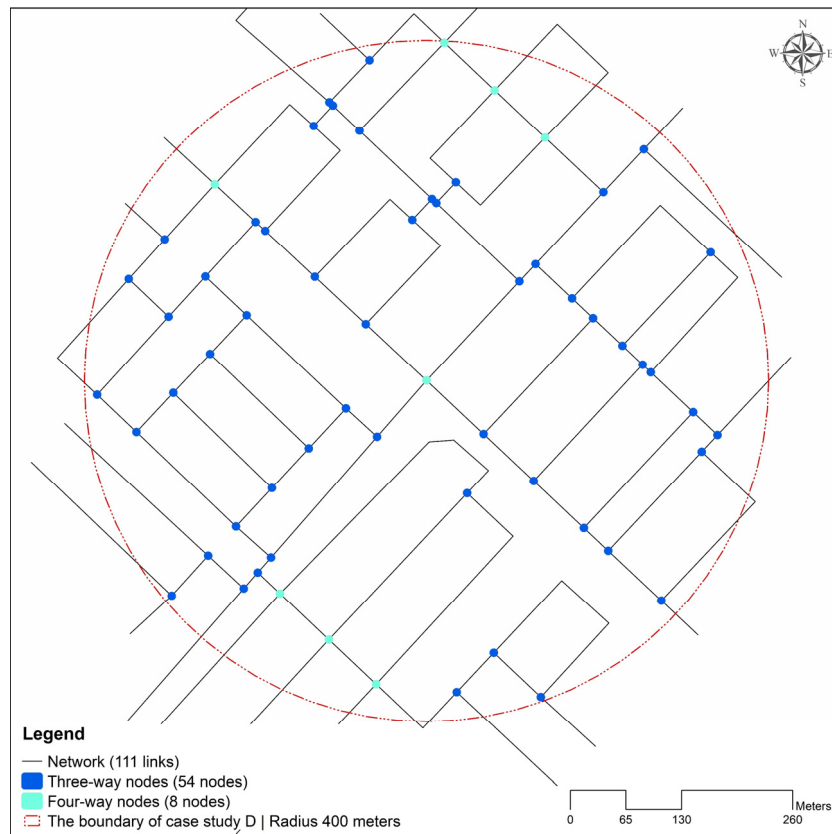 N
W E
S
Legend
Network (111 links)
Three-way nodes (54 nodes)
Four-way nodes (8 nodes)
The boundary of case study D | Radius 400 meters
Meters
0 65 130 260